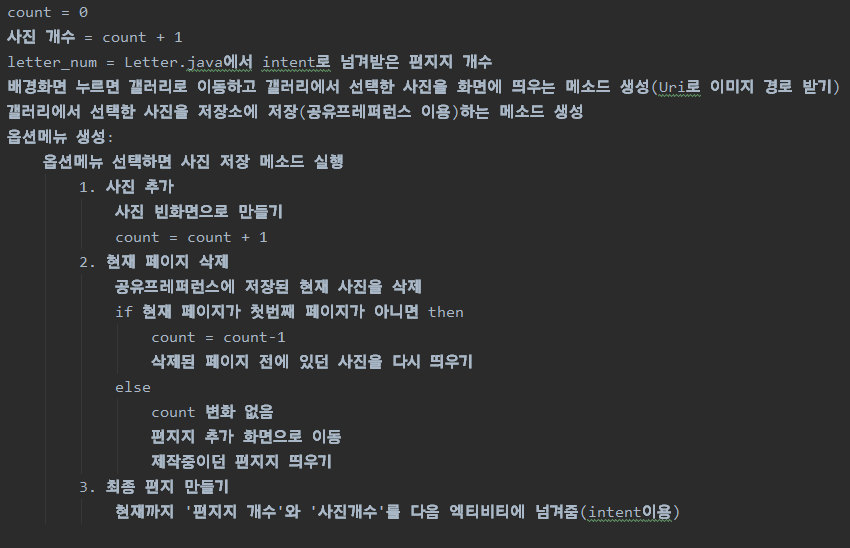 count = 0
사진 개수 = count + 1
letter_num = Letter.java에서 intent로 넘겨받은 편지지 개수
배경화면 누르면 갤러리로 이동하고 갤러리에서 선택한 사진을 화면에 띄우는 메소드 생성(Uri로 이미지 경로 받기)
갤러리에서 선택한 사진을 저장소에 저장(공유프레퍼런스 이용)하는 메소드 생성
옵션메뉴 생성:
옵션메뉴 선택하면 사진 저장 메소드 실행
1. 사진 추가
사진 빈화면으로 만들기
count = count + 1
2. 현재 페이지 삭제
공유프레퍼런스에 저장된 현재 사진을 삭제
if 현재 페이지가 첫번째 페이지가 아니면 then
count = count-1
삭제된 페이지 전에 있던 사진을 다시 띄우기
else
count 변화 없음
편지지 추가 화면으로 이동
제작중이던 편지지 띄우기
3. 최종 편지 만들기
현재까지 '편지지 개수'와 '사진개수'를 다음 엑티비티에 넘겨줌(intent이용)